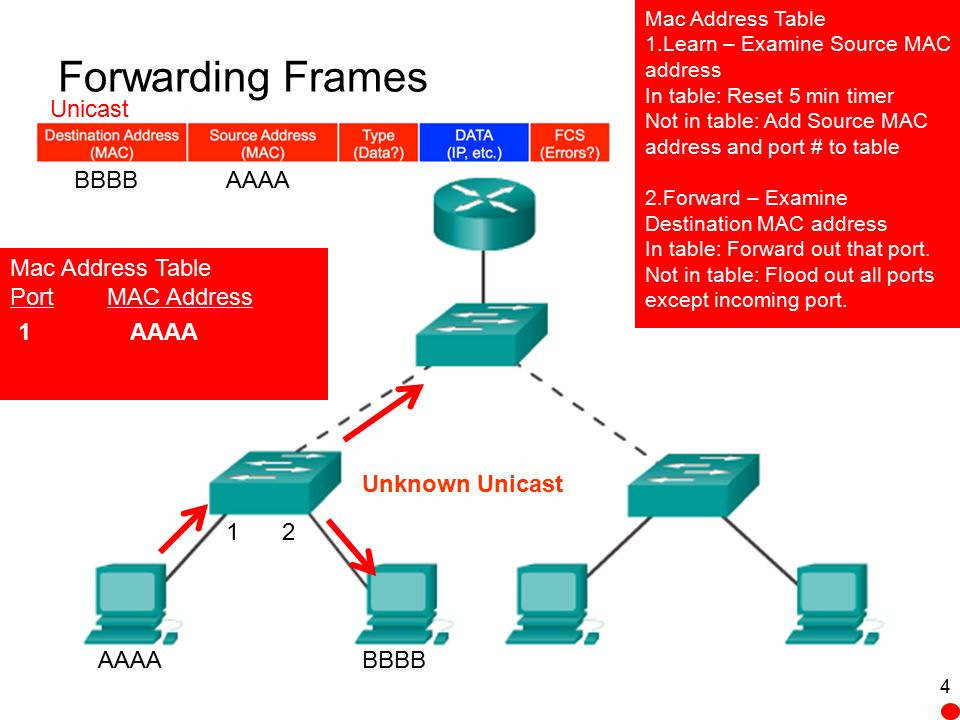 Forwarding Frames
Unicast
Destination Address
(MAC)
Source Address
(MAC)
Type
(Data?)
DATA
(IP, etc.)
FCS
(Errors?)
BBBB AAAA
Mac Address Table
1.Learn – Examine Source MAC
address
In table: Reset 5 min timer
Not in table: Add Source MAC
address and port # to table
2.Forward – Examine
Destination MAC address
In table: Forward out that port.
Not in table: Flood out all ports
except incoming port.
Mac Address Table
Port MAC Address
1 AAAA
Unknown Unicast
1 2
AAAA BBBB
4